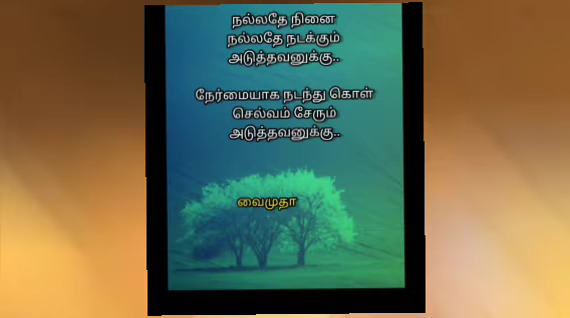 நல்லதே நினை
நல்லதே நடக்கும்
அடுத்தவனுக்கு..
நேர்மையாக நடந்து கொள்
செல்வம் சேரும்
அடுத்தவனுக்கு..
வைமுதா